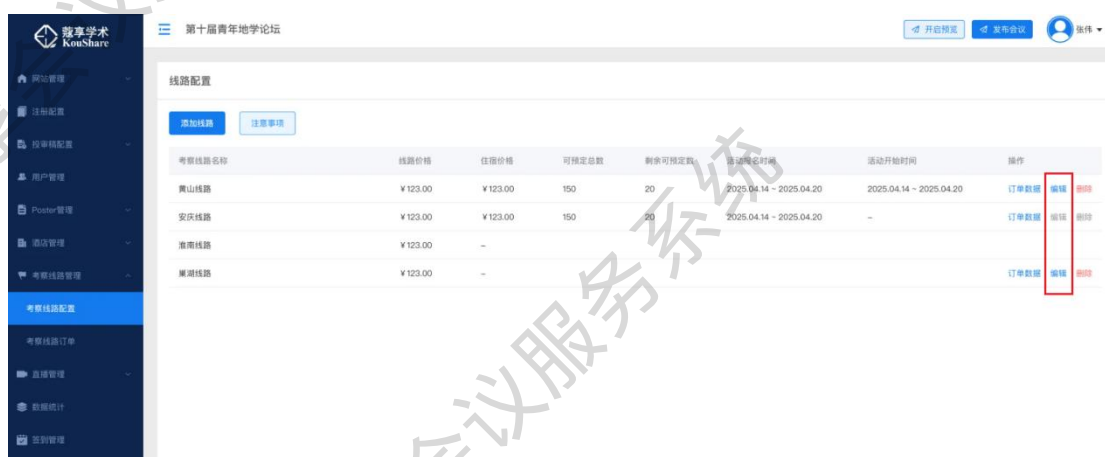 蔻享学术
KouShare
第十届青年地学论坛
开启预览
发布会议
张伟
网站管理
注册配置
投审稿配置
用户管理
Poster管理
酒店管理
考察线路管理
考察线路配置
考察线路订单
直播管理
数据统计
签到管理
线路配置
添加线路 注意事项
考察线路名称 线路价格 住宿价格 可预定总数 剩余可预定数 活动报名时间 活动开始时间 操作
黄山线路 ¥123.00 ¥123.00 150 20 2025.04.14 ~ 2025.04.20 2025.04.14 ~ 2025.04.20 订单数据 编辑 删除
安庆线路 ¥123.00 ¥123.00 150 20 2025.04.14 ~ 2025.04.20 – 订单数据 编辑 删除
淮南线路 ¥123.00 –
巢湖线路 ¥123.00 – 订单数据 编辑 删除
会议服务系统